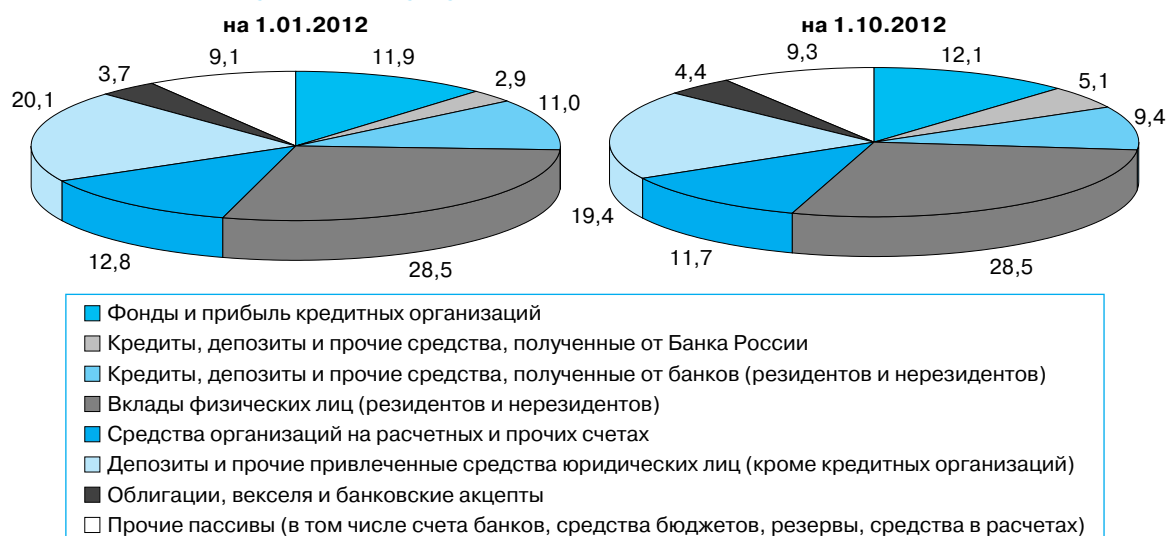 на 1.01.2012
9,1
11,9
3,7
2,9
20,1
11,0
12,8
28,5
на 1.10.2012
9,3
12,1
4,4
5,1
9,4
19,4
11,7
28,5
Фонды и прибыль кредитных организаций
Кредиты, депозиты и прочие средства, полученные от Банка России
Кредиты, депозиты и прочие средства, полученные от банков (резидентов и нерезидентов)
Вклады физических лиц (резидентов и нерезидентов)
Средства организаций на расчетных и прочих счетах
Депозиты и прочие привлеченные средства юридических лиц (кроме кредитных организаций)
Облигации, векселя и банковские акцепты
Прочие пассивы (в том числе счета банков, средства бюджетов, резервы, средства в расчетах)